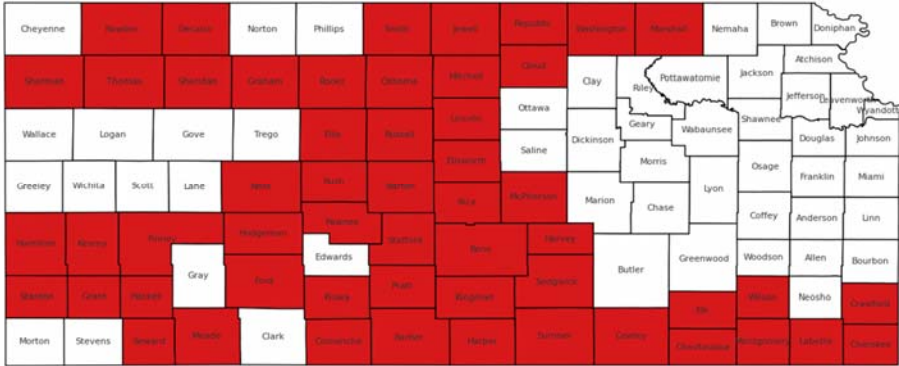 Cheyenne Rawlins Decatur Norton Phillips Smith Jewell Republic Washington Marshall Nemaha Brown Doniphan
Sherman Thomas Sheridan Graham Rooks Osborne Mitchell Cloud Clay Riley Pottawatomie Jackson Atchison
Jefferson Leavenworth Wyandotte
Wallace Logan Gove Trego Ellis Russell Lincoln Ottawa Saline Dickinson Geary Wabaunsee Shawnee Douglas Johnson
Greeley Wichita Scott Lane Ness Rush Barton Ellsworth Morris Osage Franklin Miami
Rice McPherson Marion Chase Lyon Coffey Anderson Linn
Hamilton Kearny Finney Hodgeman Pawnee Stafford Reno Harvey
Gray Edwards Ford Pratt Sedgwick Butler Greenwood Woodson Allen Bourbon
Stanton Grant Haskell Kiowa Kingman Elk Wilson Neosho Crawford
Morton Stevens Seward Meade Clark Comanche Barber Harper Sumner Cowley Chautauqua Montgomery Labette Cherokee